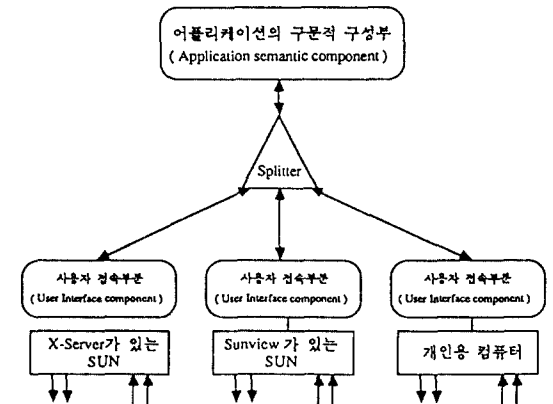 어플리케이션의 구문적 구성부
( Application semantic component )
Splitter
사용자 접속부분
( User Interface component )
사용자 접속부분
( User Interface component )
사용자 접속부분
( User Interface component )
X-Server가 있는
SUN
Sunview 가 있는
SUN
개인용 컴퓨터